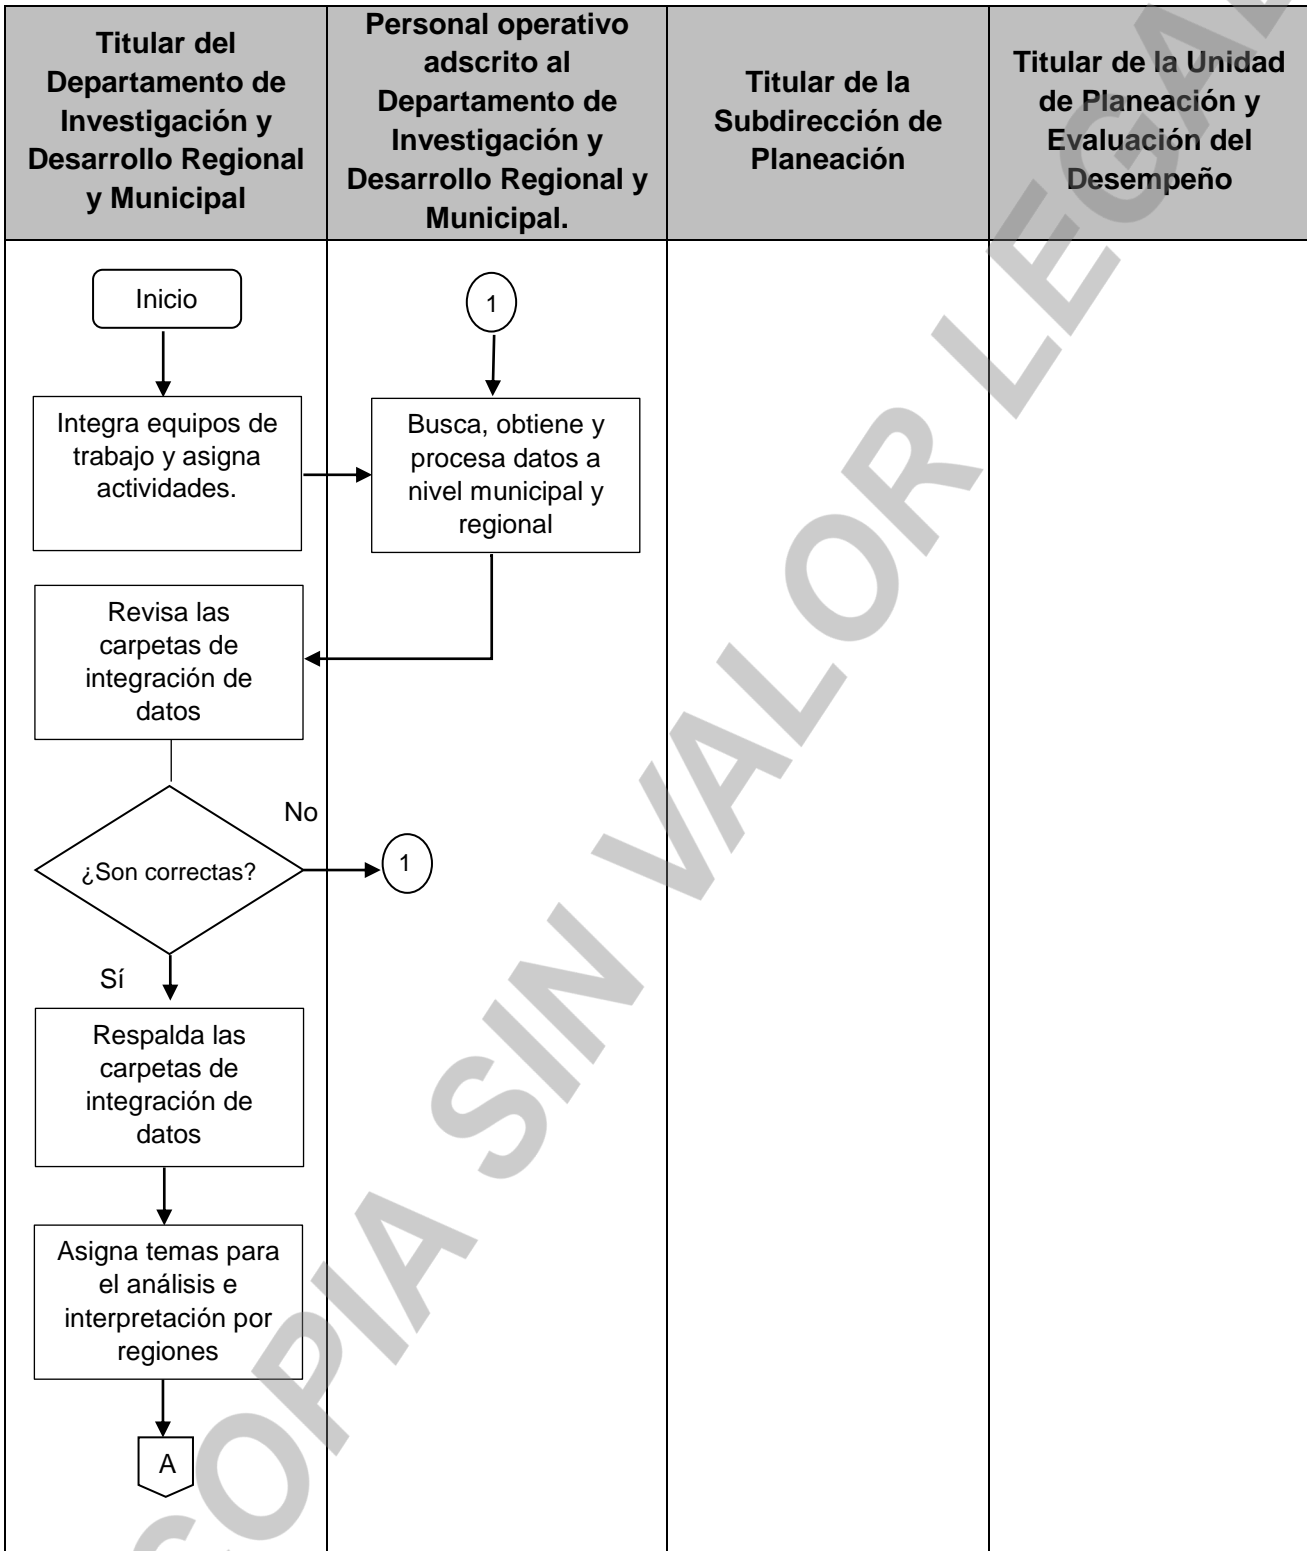 Titular del
Departamento de
Investigación y
Desarrollo Regional
y Municipal
Personal operativo
adscrito al
Departamento de
Investigación y
Desarrollo Regional y
Municipal.
Titular de la
Subdirección de
Planeación
Titular de la Unidad
de Planeación y
Evaluación del
Desempeño
Inicio
1
Integra equipos de
trabajo y asigna
actividades.
Busca, obtiene y
procesa datos a
nivel municipal y
regional
Revisa las
carpetas de
integración de
datos
No
¿Son correctas?
1
Sí
Respalda las
carpetas de
integración de
datos
Asigna temas para
el análisis e
interpretación por
regiones
A
COPIA SIN VALOR LEGAL